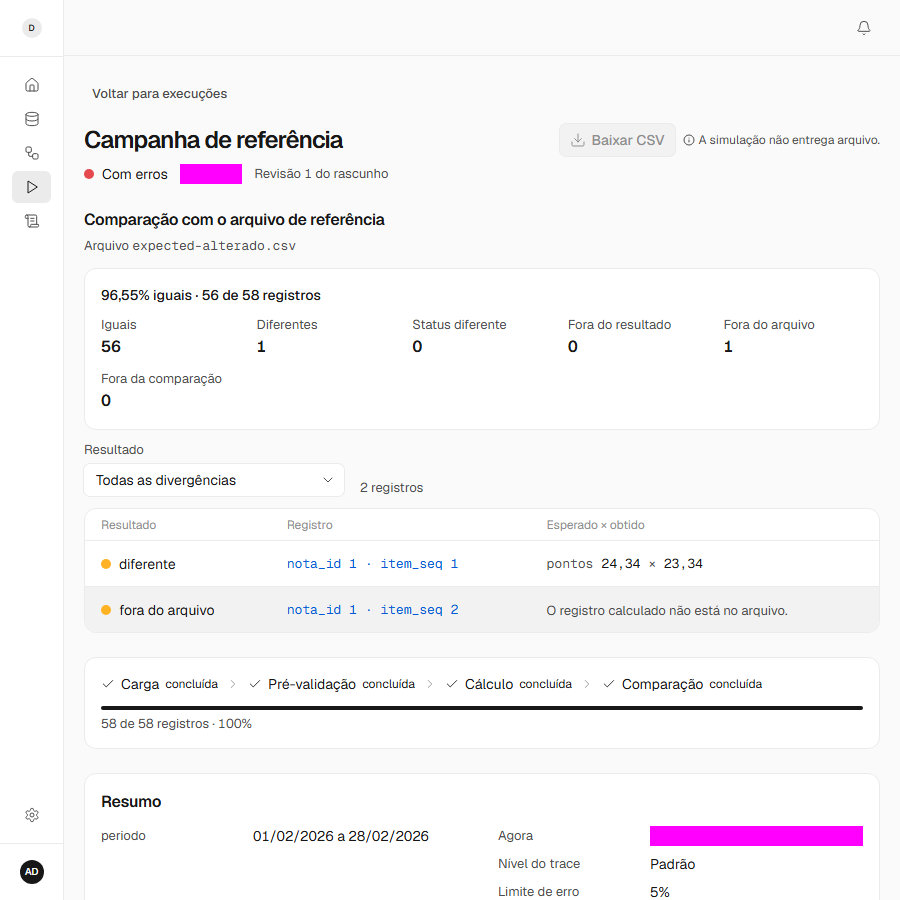 D
Voltar para execuções
Campanha de referência
Baixar CSV
A simulação não entrega arquivo.
Com erros
Revisão 1 do rascunho
Comparação com o arquivo de referência
Arquivo expected-alterado.csv
96,55% iguais · 56 de 58 registros
Iguais Diferentes Status diferente Fora do resultado Fora do arquivo
56 1 0 0 1
Fora da comparação
0
Resultado
Todas as divergências
2 registros
Resultado Registro Esperado × obtido
diferente nota_id 1 · item_seq 1 pontos 24,34 × 23,34
fora do arquivo nota_id 1 · item_seq 2 O registro calculado não está no arquivo.
Carga concluída Pré-validação concluída Cálculo concluída Comparação concluída
58 de 58 registros · 100%
Resumo
periodo 01/02/2026 a 28/02/2026 Agora
Nível do trace Padrão
Limite de erro 5%
AD